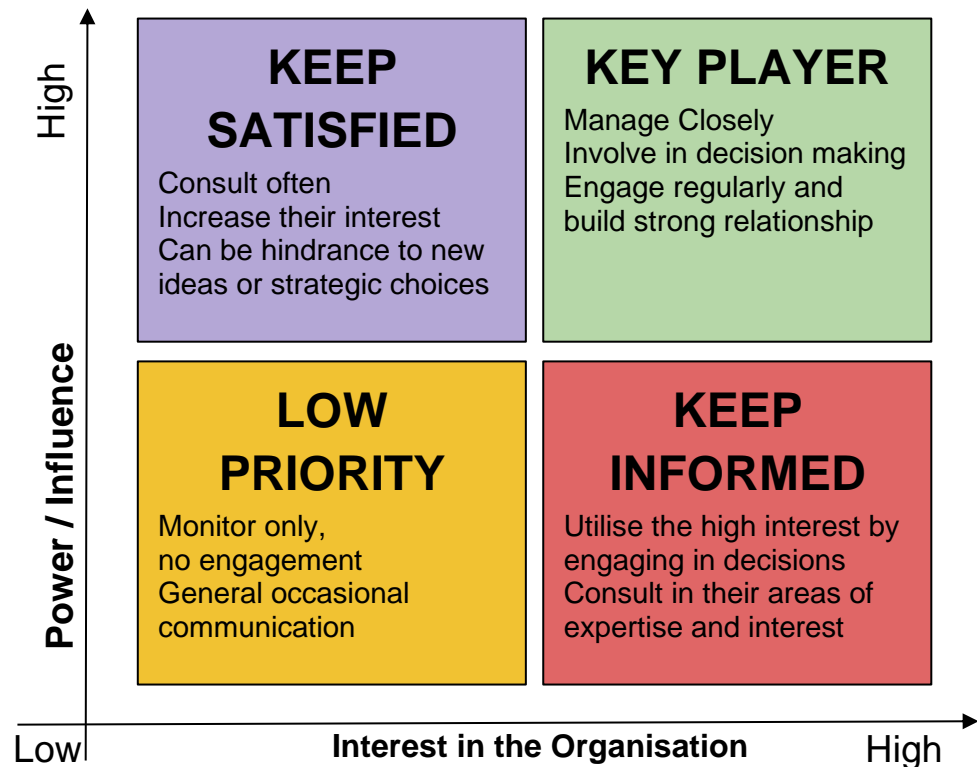 High
Power / Influence
KEEP
SATISFIED
Consult often
Increase their interest
Can be hindrance to new
ideas or strategic choices
KEY PLAYER
Manage Closely
Involve in decision making
Engage regularly and
build strong relationship
LOW
PRIORITY
Monitor only,
no engagement
General occasional
communication
KEEP
INFORMED
Utilise the high interest by
engaging in decisions
Consult in their areas of
expertise and interest
Low
Interest in the Organisation
High